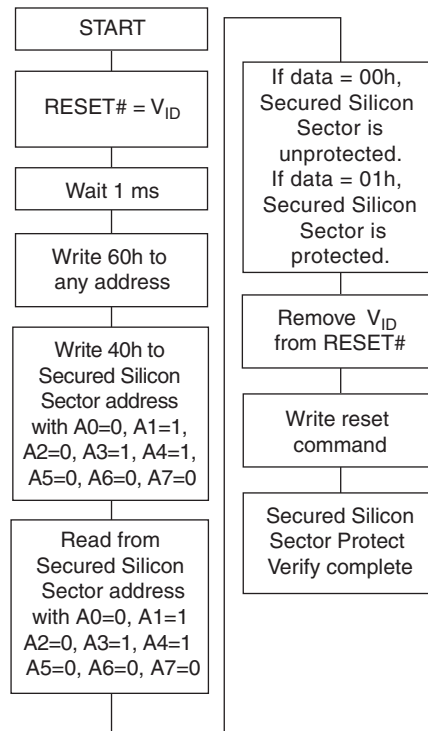 START
RESET# = VID
Wait 1 ms
Write 60h to
any address
Write 40h to
Secured Silicon
Sector address
with A0=0, A1=1,
A2=0, A3=1, A4=1,
A5=0, A6=0, A7=0
Read from
Secured Silicon
Sector address
with A0=0, A1=1
A2=0, A3=1, A4=1
A5=0, A6=0, A7=0
If data = 00h,
Secured Silicon
Sector is
unprotected.
If data = 01h,
Secured Silicon
Sector is
protected.
Remove VID
from RESET#
Write reset
command
Secured Silicon
Sector Protect
Verify complete